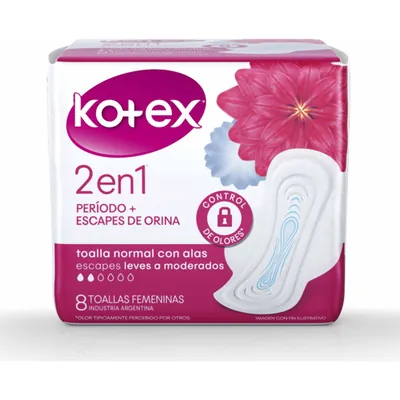 kotex
2en1
PERÍODO +
ESCAPES DE ORINA
CONTROL
DE OLORES*
toalla normal con alas
escapes leves a moderados
8 TOALLAS FEMENINAS
INDUSTRIA ARGENTINA
*OLOR TÍPICAMENTE PERCIBIDO POR OTROS.
IMAGEN CON FIN ILUSTRATIVO